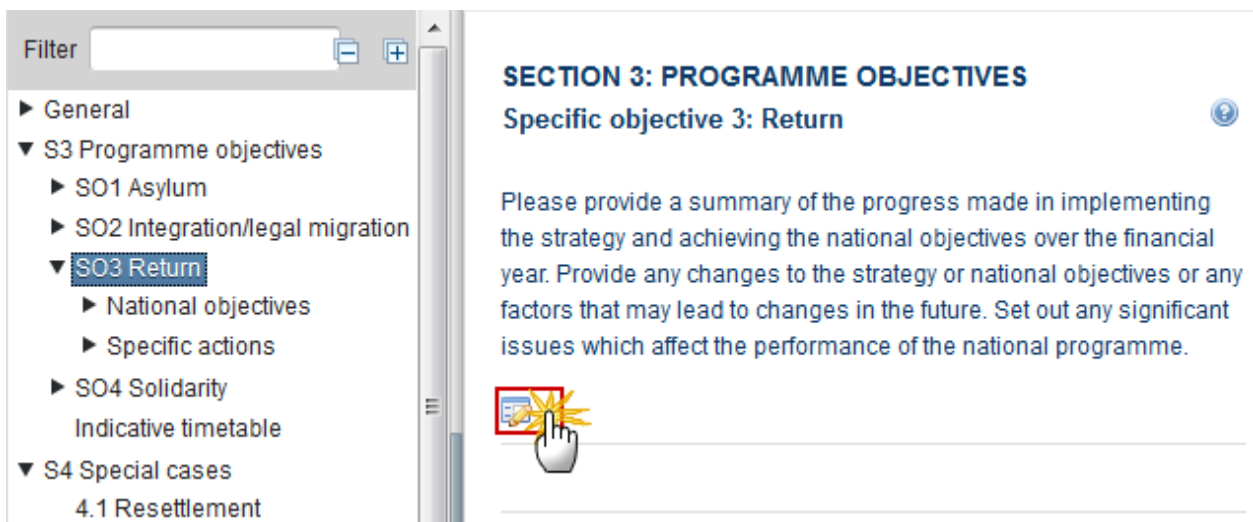 Filter
General
S3 Programme objectives
SO1 Asylum
SO2 Integration/legal migration
SO3 Return
National objectives
Specific actions
SO4 Solidarity
Indicative timetable
S4 Special cases
4.1 Resettlement
SECTION 3: PROGRAMME OBJECTIVES
Specific objective 3: Return
Please provide a summary of the progress made in implementing
the strategy and achieving the national objectives over the financial
year. Provide any changes to the strategy or national objectives or any
factors that may lead to changes in the future. Set out any significant
issues which affect the performance of the national programme.